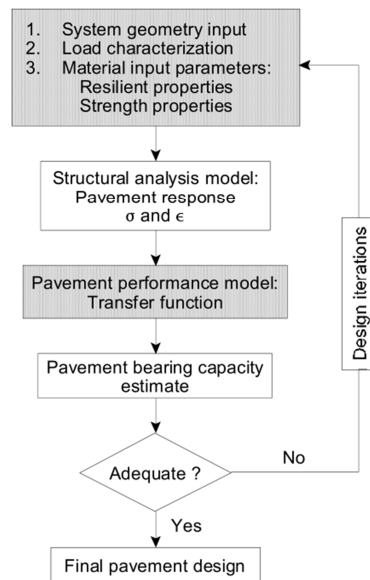 1. System geometry input
2. Load characterization
3. Material input parameters:
Resilient properties
Strength properties
Structural analysis model:
Pavement response
σ and ϵ
Pavement performance model:
Transfer function
Pavement bearing capacity
estimate
Adequate ?
No
Yes
Final pavement design
Design iterations